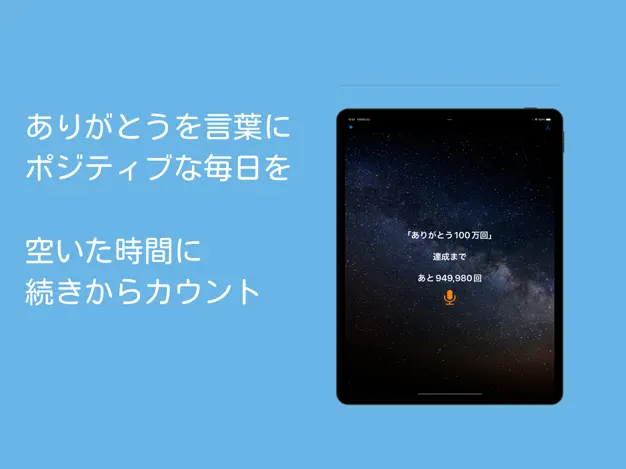 ありがとうを言葉に
ポジティブな毎日を
空いた時間に
続きからカウント
「ありがとう100万回」
達成まで
あと949,980回